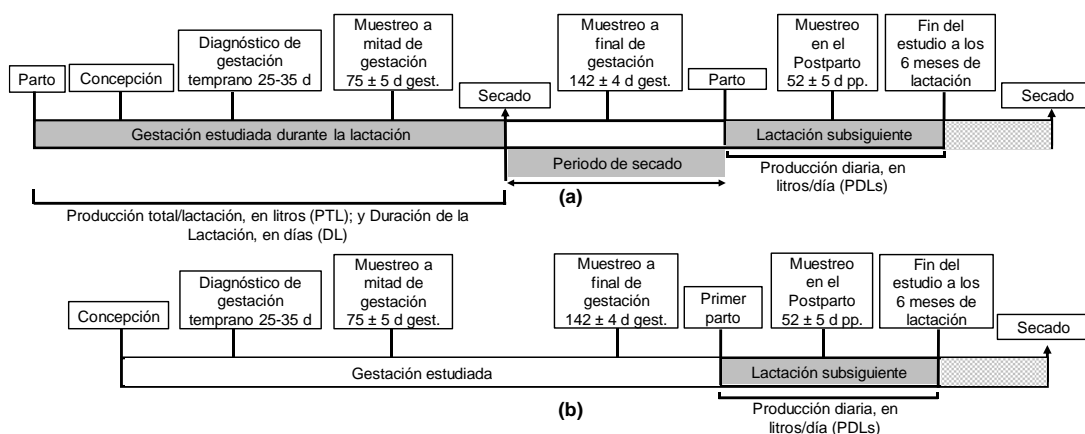 Parto
Concepción
Diagnóstico de
gestación
temprano 25-35 d
Muestreo a
mitad de
gestación
75 ± 5 d gest.
Secado
Muestreo a
final de
gestación
142 ± 4 d gest.
Parto
Muestreo
en el
Postparto
52 ± 5 d pp.
Fin del
estudio a los
6 meses de
lactación
Secado
Gestación estudiada durante la lactación
Lactación subsiguiente
Periodo de secado
(a)
Producción diaria, en
litros/día (PDLs)
Producción total/lactación, en litros (PTL); y Duración de la
Lactación, en días (DL)
Concepción
Diagnóstico de
gestación
temprano 25-35 d
Muestreo a
mitad de
gestación
75 ± 5 d gest.
Muestreo a
final de
gestación
142 ± 4 d gest.
Primer
parto
Muestreo
en el
Postparto
52 ± 5 d pp.
Fin del
estudio a los
6 meses de
lactación
Secado
Gestación estudiada
Lactación subsiguiente
(b)
Producción diaria, en
litros/día (PDLs)